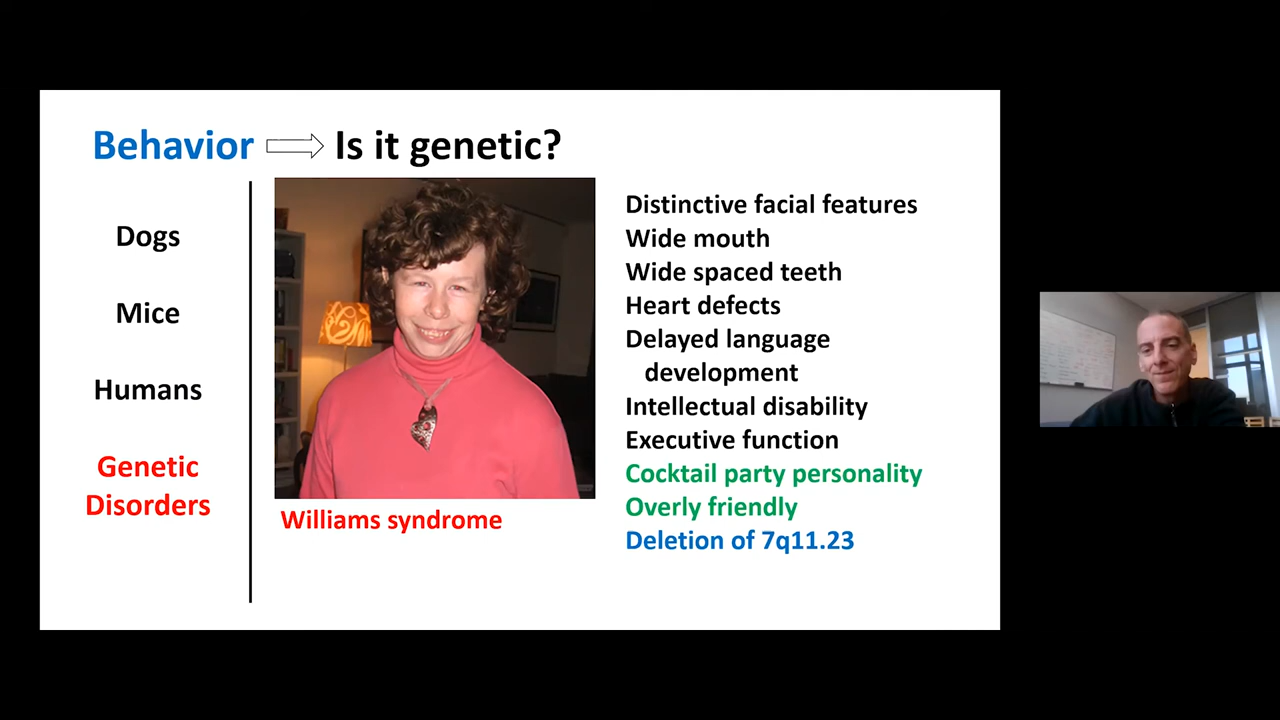 Behavior Is it genetic?
Dogs
Mice
Humans
Genetic
Disorders
Williams syndrome
Distinctive facial features
Wide mouth
Wide spaced teeth
Heart defects
Delayed language
development
Intellectual disability
Executive function
Cocktail party personality
Overly friendly
Deletion of 7q11.23